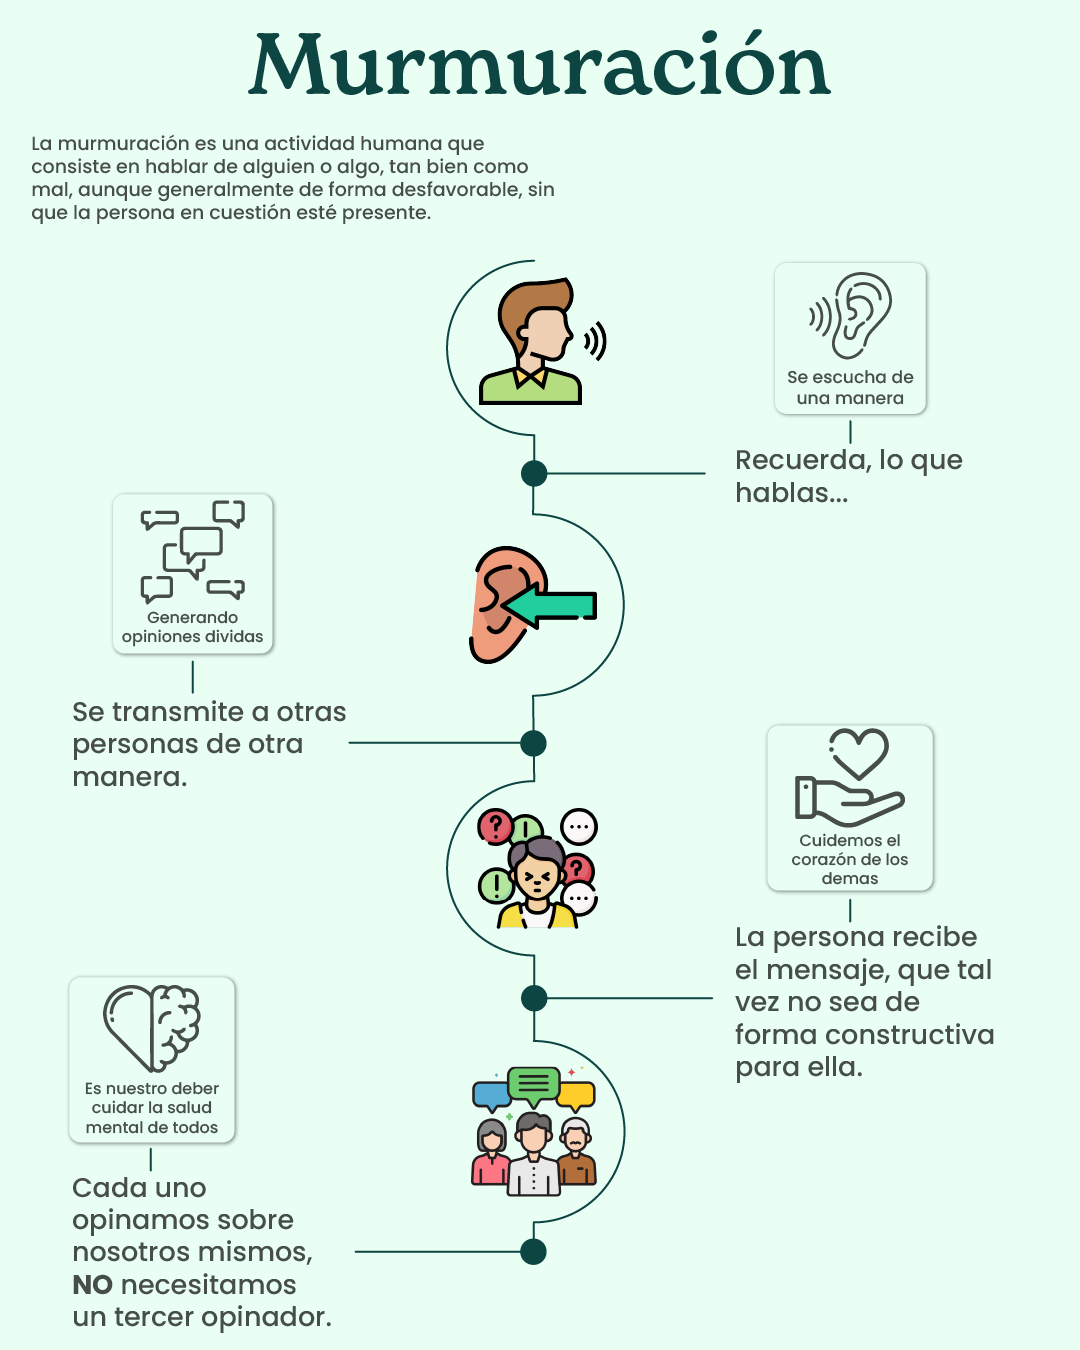 Murmuración
La murmuración es una actividad humana que
consiste en hablar de alguien o algo, tan bien como
mal, aunque generalmente de forma desfavorable, sin
que la persona en cuestión esté presente.
Se escucha de
una manera
Recuerda, lo que
hablas...
Generando
opiniones dividas
Se transmite a otras
personas de otra
manera.
Cuidemos el
corazón de los
demas
La persona recibe
el mensaje, que tal
vez no sea de
forma constructiva
para ella.
Es nuestro deber
cuidar la salud
mental de todos
Cada uno
opinamos sobre
nosotros mismos,
NO necesitamos
un tercer opinador.